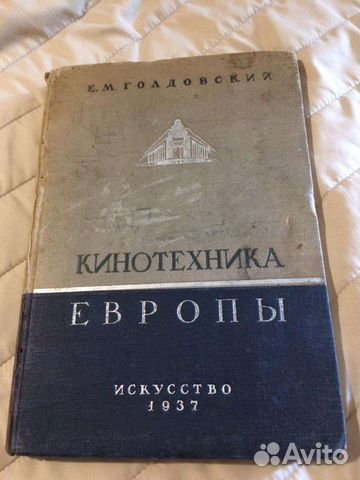 Е.М.ГОЛДОВСКИЙ
КИНОТЕХНИКА
ЕВРОПЫ
ИСКУССТВО
1937
Avito